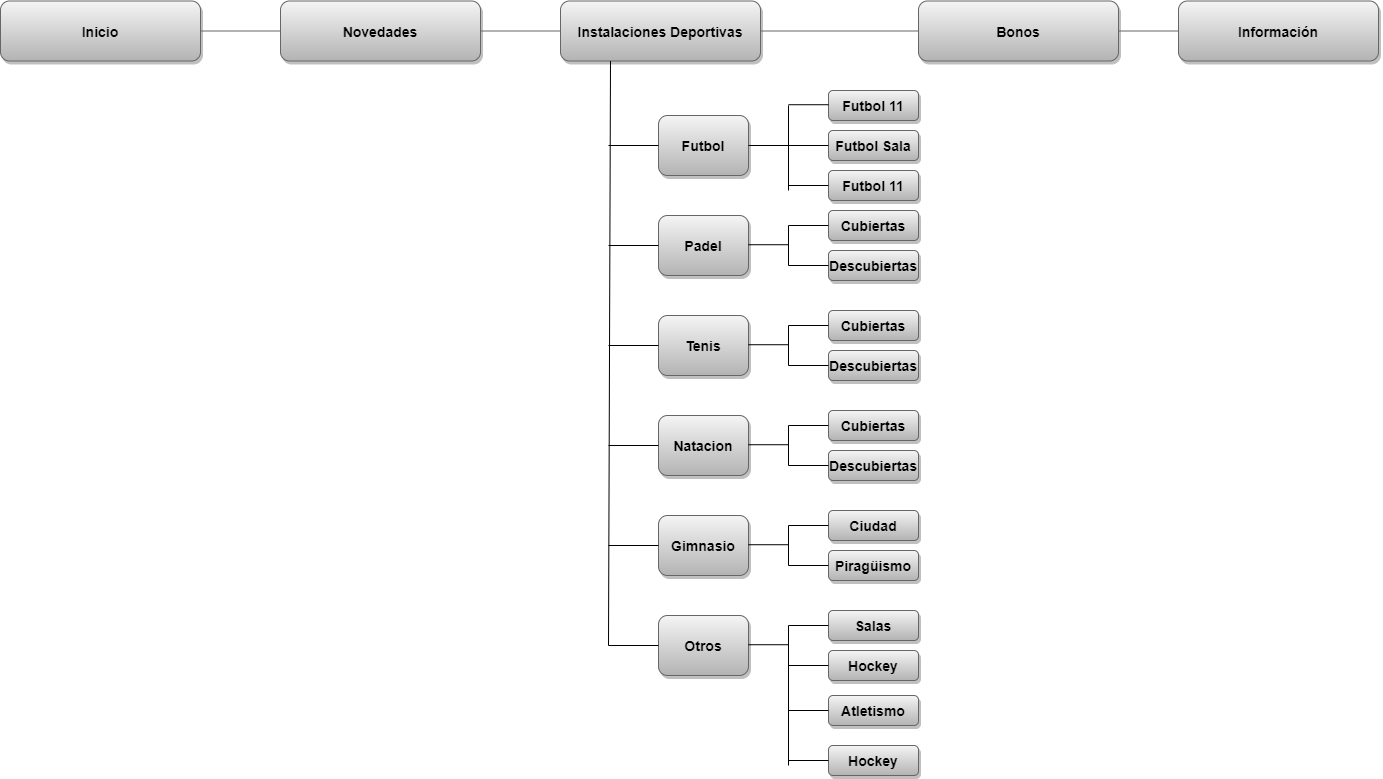 Inicio
Novedades
Instalaciones Deportivas
Bonos
Información
Futbol
Futbol 11
Futbol Sala
Futbol 11
Padel
Cubiertas
Descubiertas
Tenis
Cubiertas
Descubiertas
Natacion
Cubiertas
Descubiertas
Gimnasio
Ciudad
Piragüismo
Otros
Salas
Hockey
Atletismo
Hockey